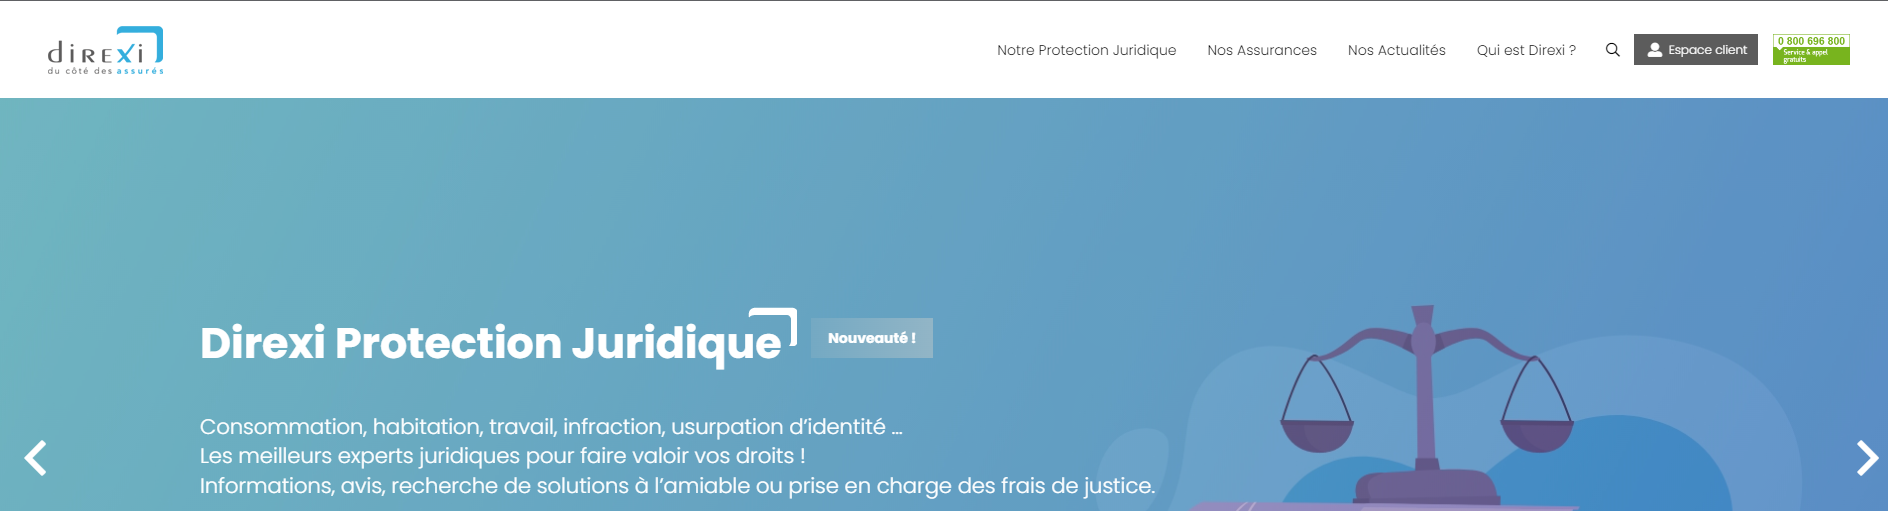 direxi
du côté des assurés
Notre Protection Juridique
Nos Assurances
Nos Actualités
Qui est Direxi ?
Espace client
0 800 696 800
Service & appel
gratuits
Direxi Protection Juridique
Nouveauté !
Consommation, habitation, travail, infraction, usurpation d’identité ...
Les meilleurs experts juridiques pour faire valoir vos droits !
Informations, avis, recherche de solutions à l’amiable ou prise en charge des frais de justice.